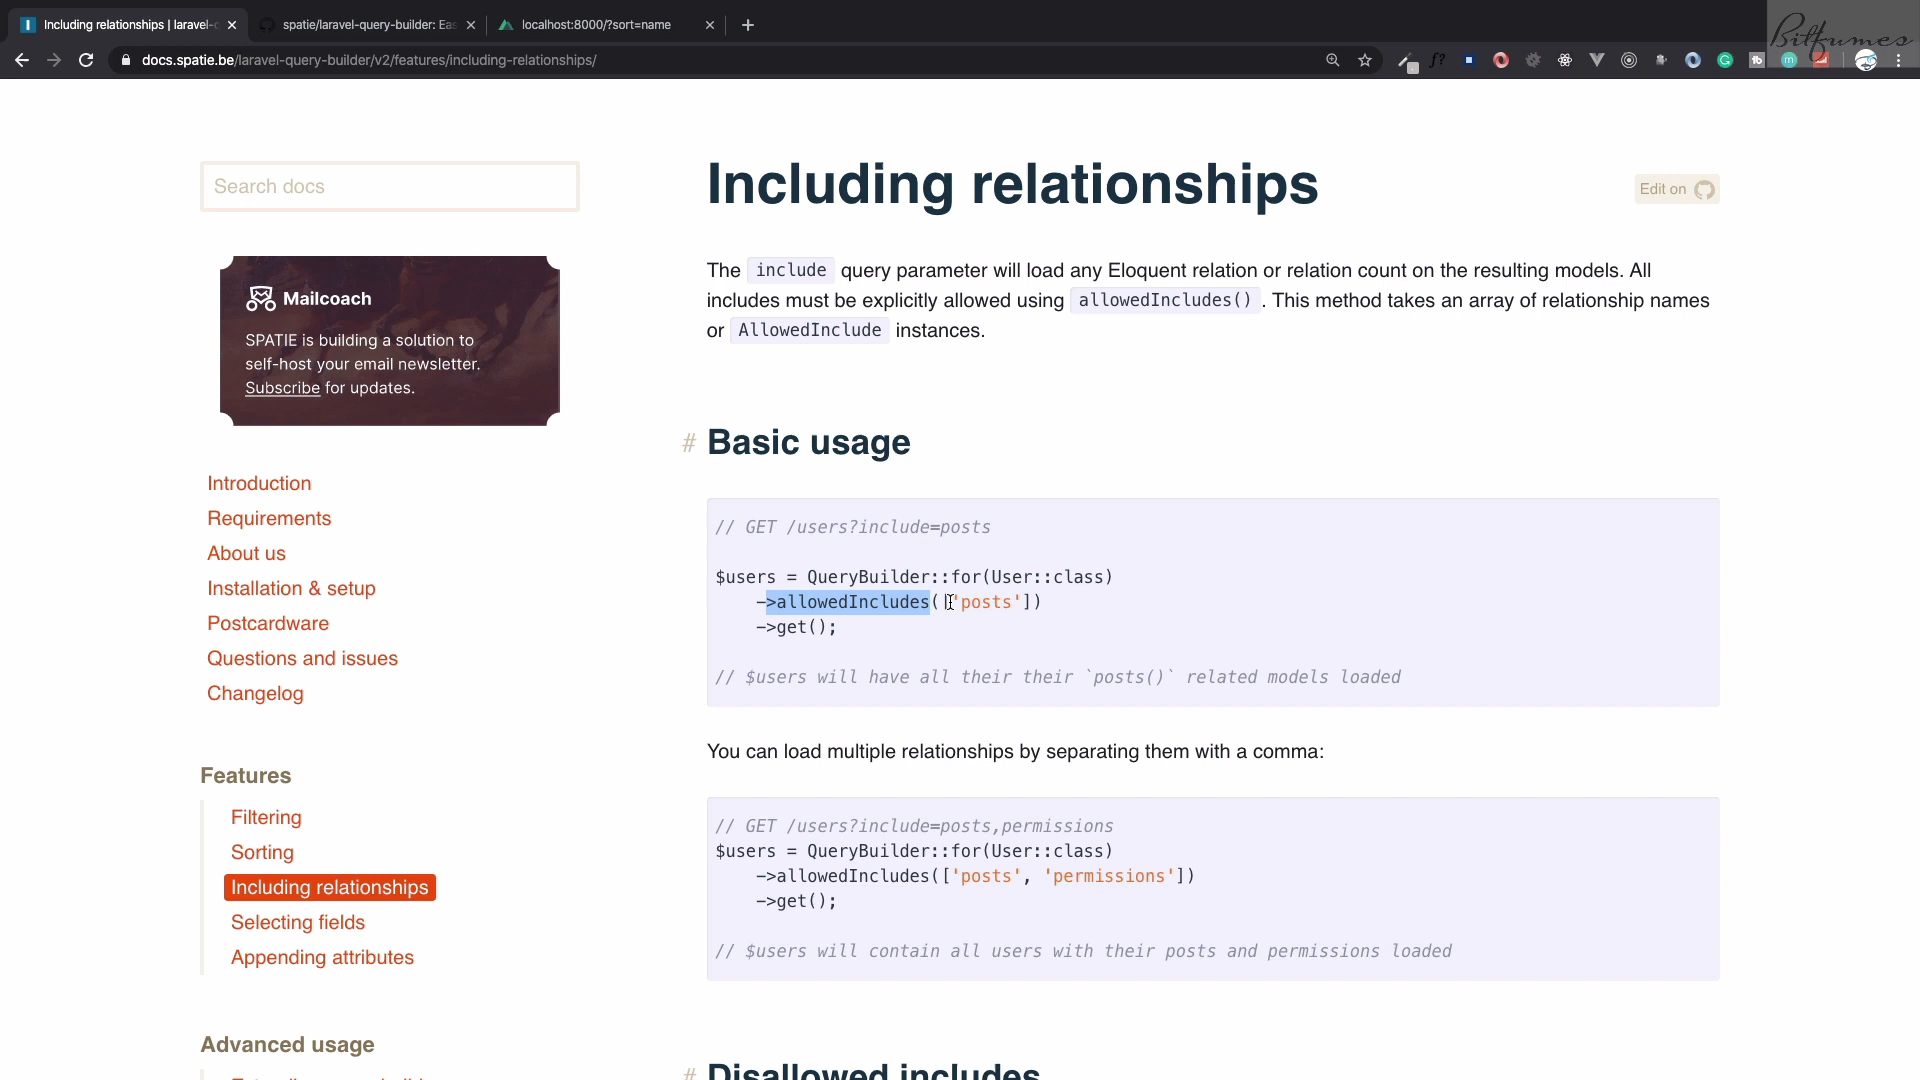 Including relationships | laravel-
spatie/laravel-query-builder: Eas
localhost:8000/?sort=name
Bitfumes
docs.spatie.be/laravel-query-builder/v2/features/including-relationships/
Search docs
Mailcoach
SPATIE is building a solution to
self-host your email newsletter.
Subscribe for updates.
Introduction
Requirements
About us
Installation & setup
Postcardware
Questions and issues
Changelog
Features
Filtering
Sorting
Including relationships
Selecting fields
Appending attributes
Advanced usage
Including relationships
Edit on
The include query parameter will load any Eloquent relation or relation count on the resulting models. All
includes must be explicitly allowed using allowedIncludes() . This method takes an array of relationship names
or AllowedInclude instances.
# Basic usage
// GET /users?include=posts
$users = QueryBuilder::for(User::class)
->allowedIncludes(['posts'])
->get();
// $users will have all their their `posts()` related models loaded
You can load multiple relationships by separating them with a comma:
// GET /users?include=posts,permissions
$users = QueryBuilder::for(User::class)
->allowedIncludes(['posts', 'permissions'])
->get();
// $users will contain all users with their posts and permissions loaded
# Disallowed includes